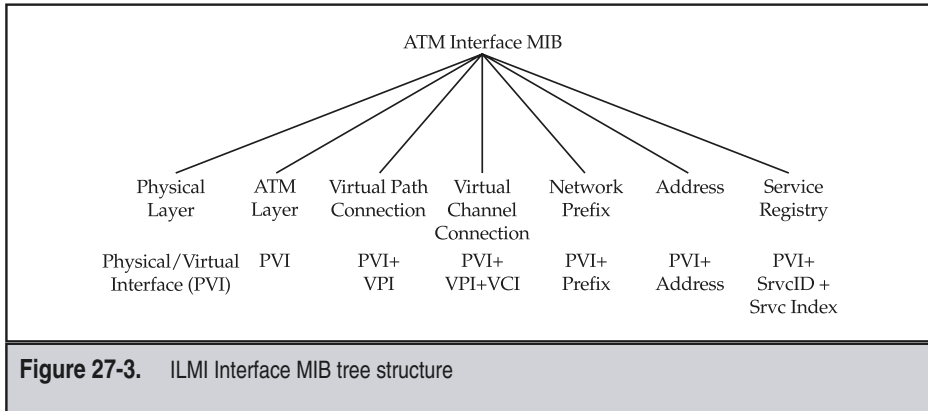 ATM Interface MIB
Physical Layer
ATM Layer
Virtual Path Connection
Virtual Channel Connection
Network Prefix
Address
Service Registry
Physical/Virtual Interface (PVI)
PVI
PVI+ VPI
PVI+ VPI+VCI
PVI+ Prefix
PVI+ Address
PVI+ SrvcID + Srvc Index
Figure 27-3. ILMI Interface MIB tree structure